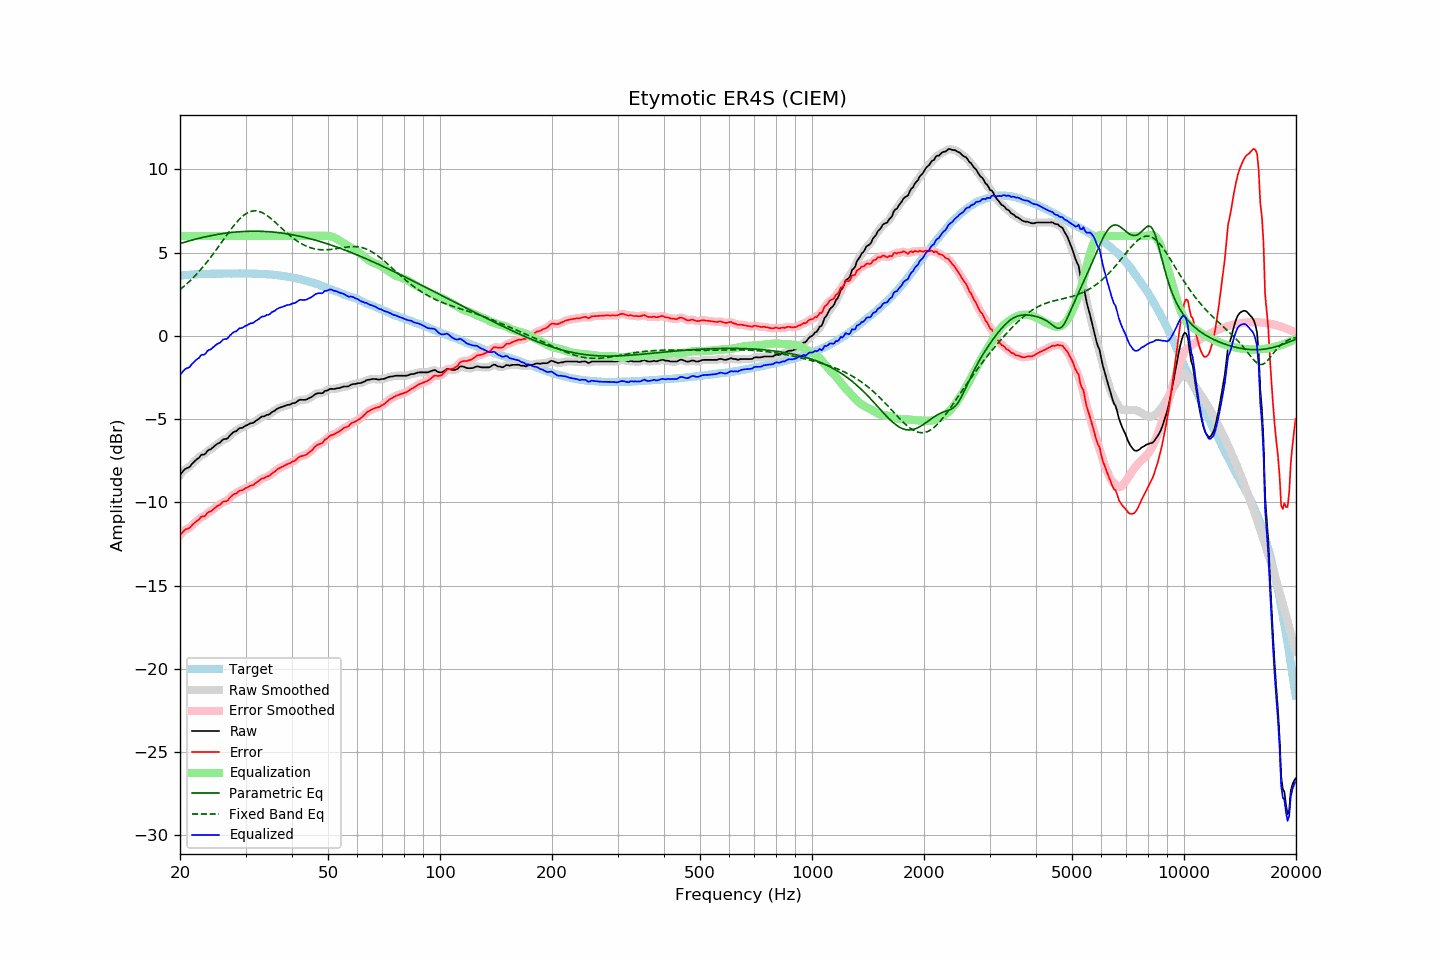 Etymotic ER4S (CIEM)
Amplitude (dBr)
10
5
0
−5
−10
−15
−20
−25
−30
Target
Raw Smoothed
Error Smoothed
Raw
Error
Equalization
Parametric Eq
Fixed Band Eq
Equalized
20 50 100 200 500 1000 2000 5000 10000 20000
Frequency (Hz)